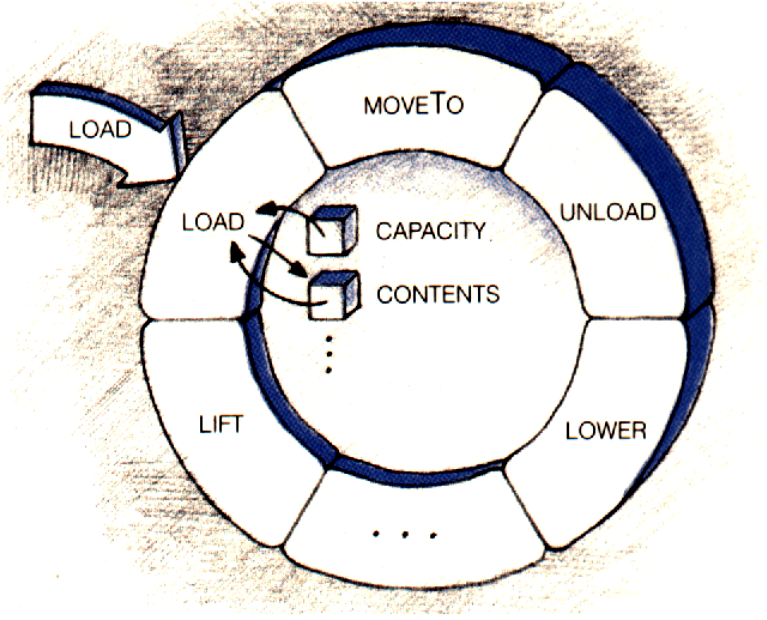 LOAD
MOVETO
UNLOAD
LOAD
CAPACITY
CONTENTS
LIFT
LOWER
. . .